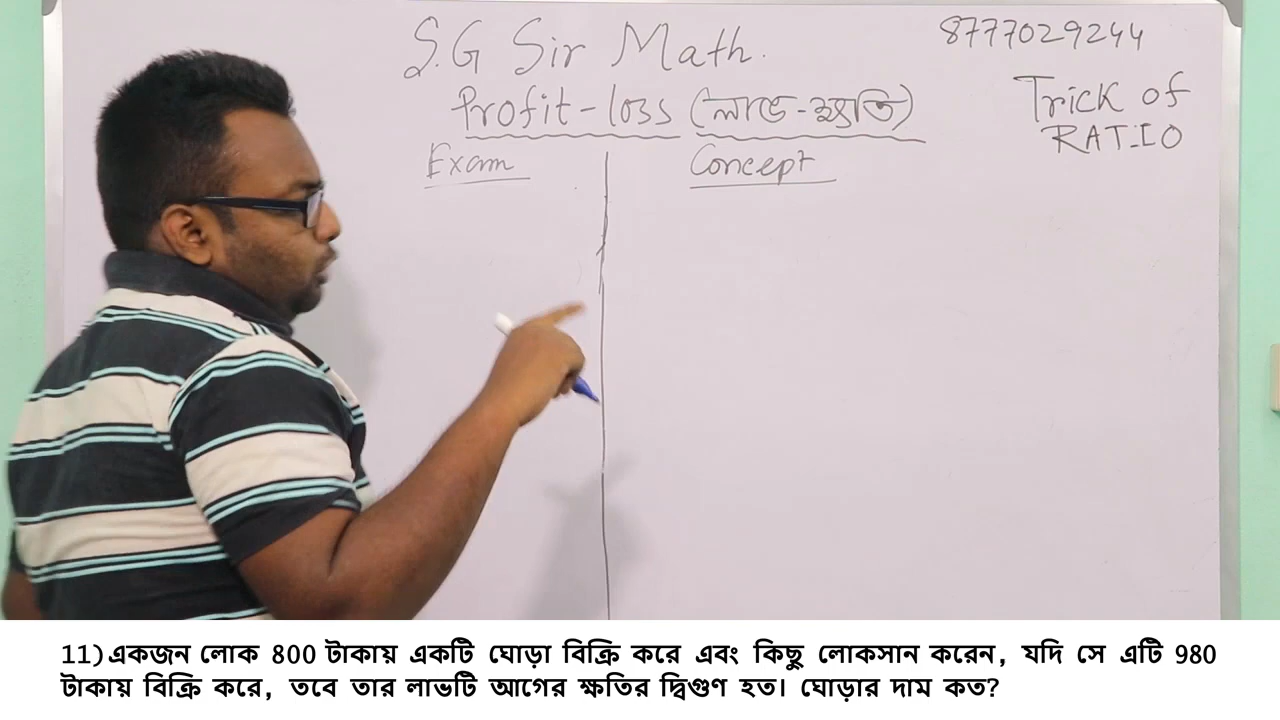 S.G Sir Math.
8777029244
Profit-loss (লাভ-ক্ষতি)
Trick of
RATIO
Exam
Concept
11) একজন লোক 800 টাকায় একটি ঘোড়া বিক্রি করে এবং কিছু লোকসান করেন, যদি সে এটি 980
টাকায় বিক্রি করে, তবে তার লাভটি আগের ক্ষতির দ্বিগুণ হত। ঘোড়ার দাম কত?